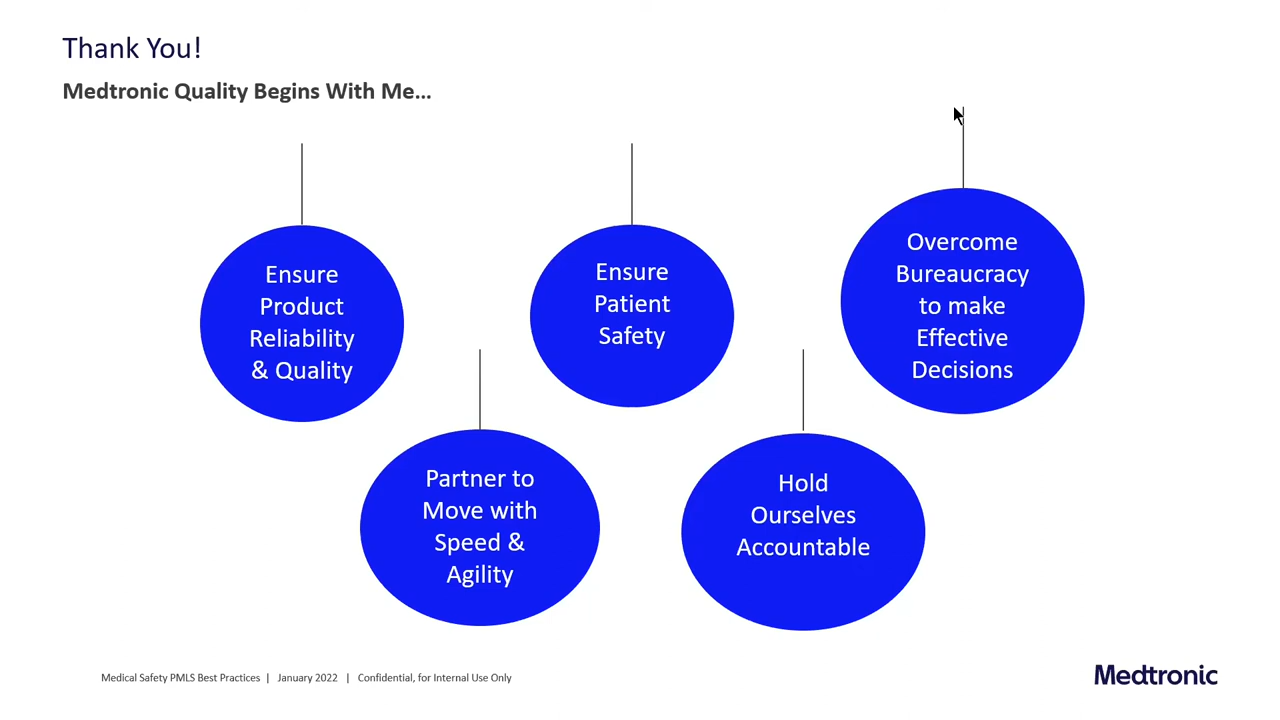 Thank You!
Medtronic Quality Begins With Me...
Ensure
Product
Reliability
& Quality
Ensure
Patient
Safety
Overcome
Bureaucracy
to make
Effective
Decisions
Partner to
Move with
Speed &
Agility
Hold
Ourselves
Accountable
Medical Safety PMLS Best Practices | January 2022 | Confidential, for Internal Use Only
Medtronic